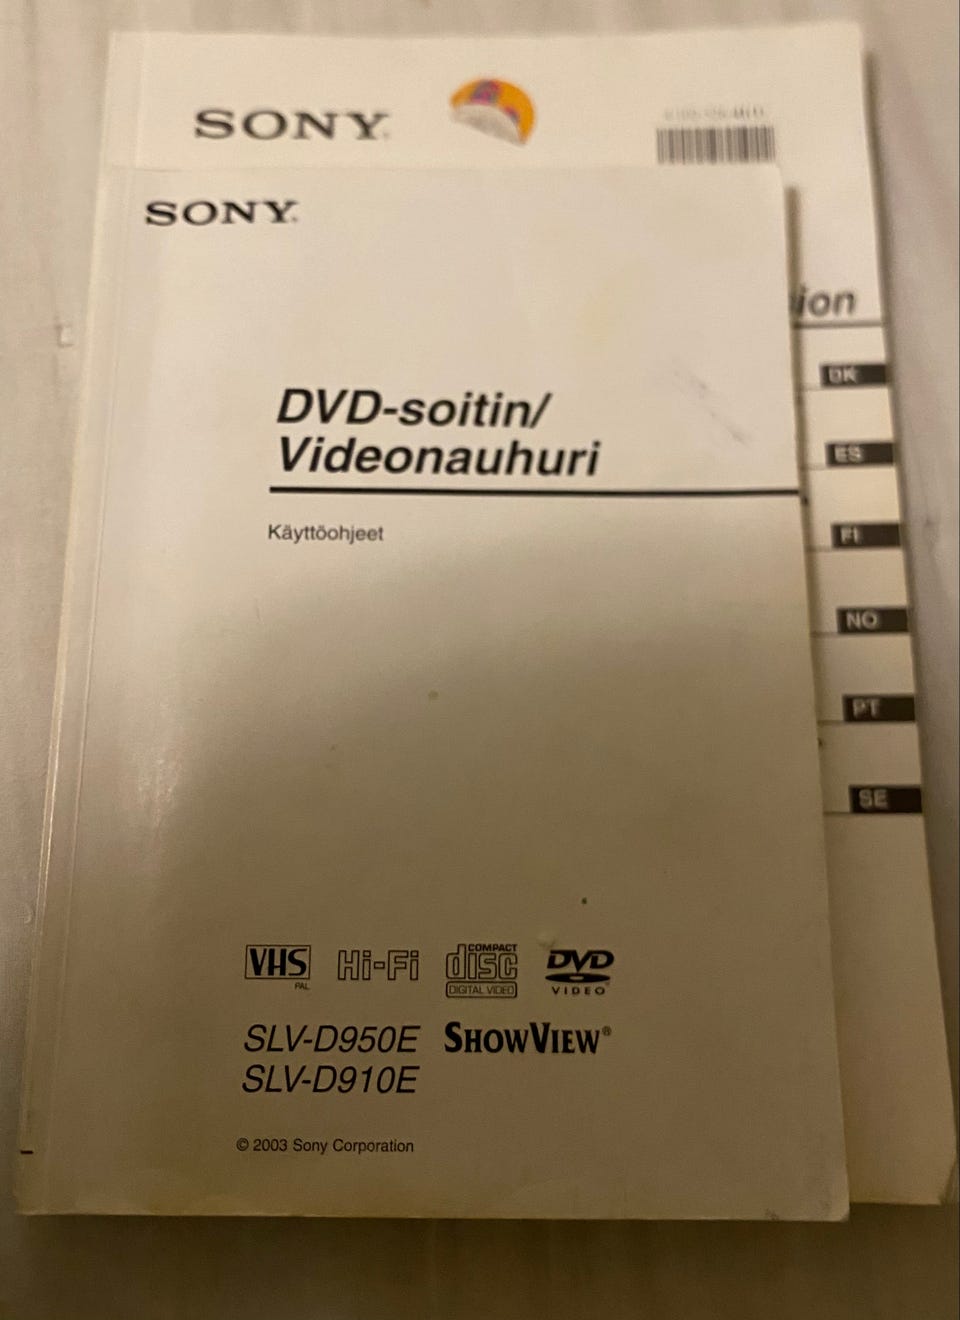 SONY
SONY
ion
DVD-soitin/
Videonauhuri
Käyttöohjeet
DK
ES
FI
NO
PT
SE
VHS
PAL
Hi-Fi
COMPACT
disc
DIGITAL VIDEO
DVD
VIDEO
SLV-D950E SHOWVIEW®
SLV-D910E
© 2003 Sony Corporation